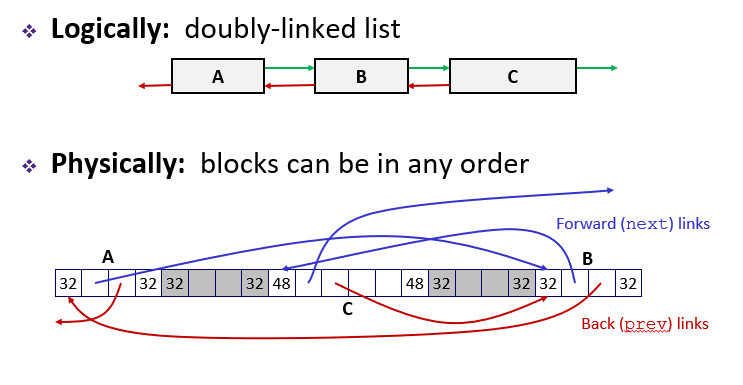 ❖ Logically: doubly-linked list
A B C
❖ Physically: blocks can be in any order
Forward (next) links
A B
32 32 32 32 48 48 32 32 32 32
C
Back (prev) links